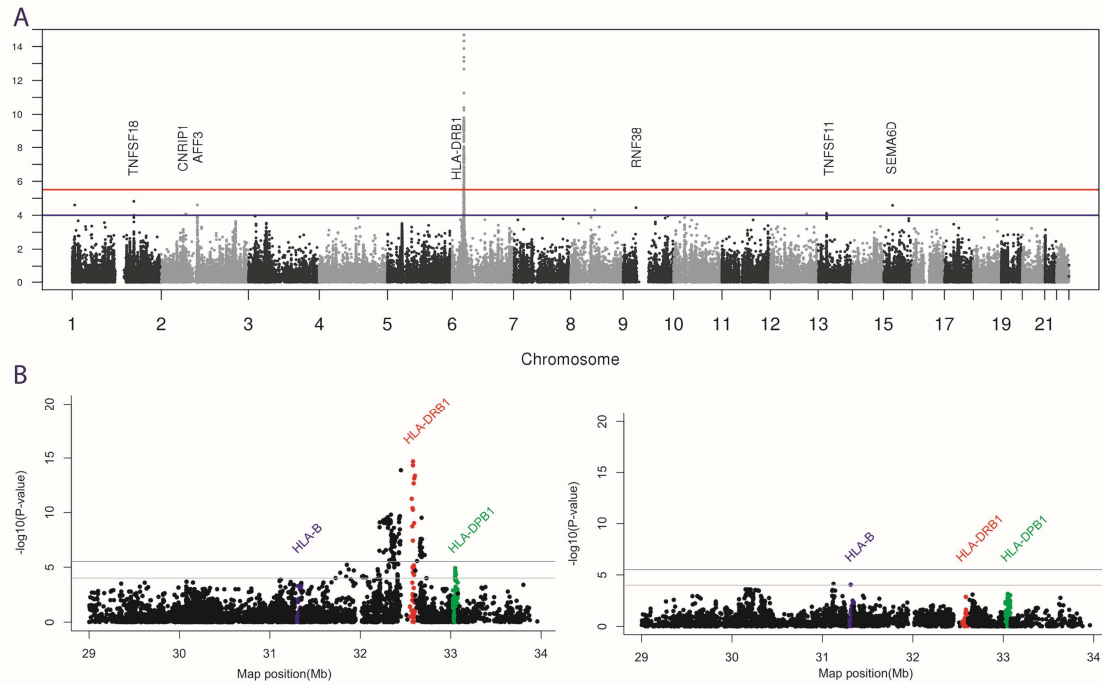 A
14
12
10
8
6
4
2
0
TNFSF18
CNRIP1
AFF3
HLA-DRB1
RNF38
TNFSF11
SEMA6D
1 2 3 4 5 6 7 8 9 10 11 12 13 15 17 19 21
Chromosome
B
-log10(P-value)
20
15
10
5
0
HLA-B
HLA-DRB1
HLA-DPB1
29 30 31 32 33 34
Map position(Mb)
-log10(P-value)
20
15
10
5
0
HLA-B
HLA-DRB1
HLA-DPB1
29 30 31 32 33 34
Map position(Mb)